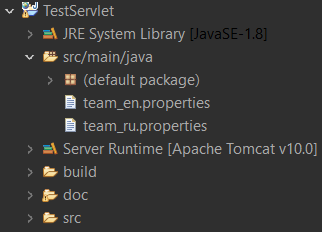 TestServlet
JRE System Library [JavaSE-1.8]
src/main/java
(default package)
team_en.properties
team_ru.properties
Server Runtime [Apache Tomcat v10.0]
build
doc
src